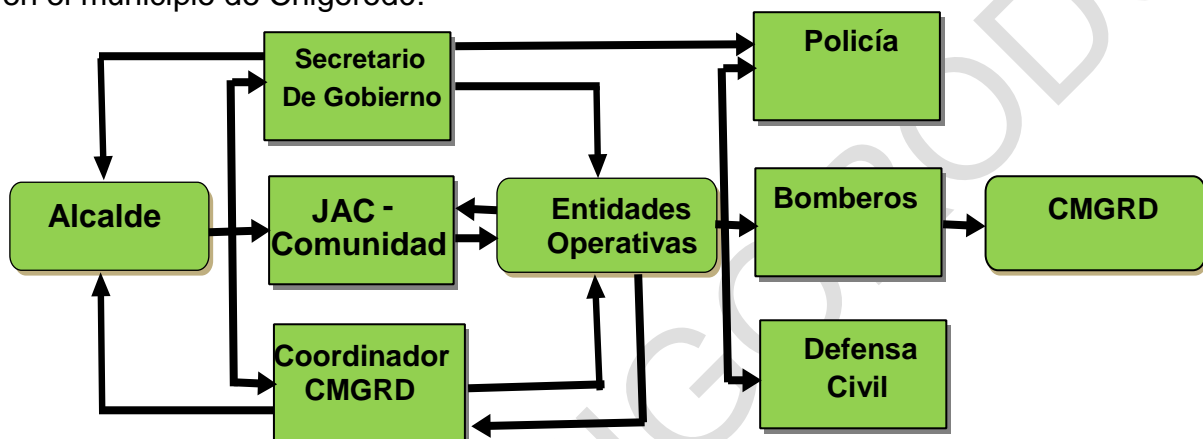 en el municipio de Chigorodó.
Secretario
De Gobierno
Policía
Alcalde
JAC -
Comunidad
Entidades
Operativas
Bomberos
CMGRD
Coordinador
CMGRD
Defensa
Civil